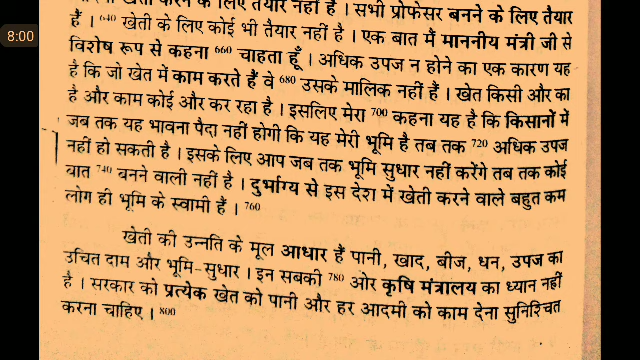 8:00
खेती करने के लिए तैयार नहीं हैं । सभी प्रोफेसर बनने के लिए तैयार
हैं । 640 खेती के लिए कोई भी तैयार नहीं है । एक बात मैं माननीय मंत्री जी से
विशेष रूप से कहना 660 चाहता हूँ । अधिक उपज न होने का एक कारण यह
है कि जो खेत में काम करते हैं वे 680 उसके मालिक नहीं हैं । खेत किसी और का
है और काम कोई और कर रहा है । इसलिए मेरा 700 कहना यह है कि किसानों में
जब तक यह भावना पैदा नहीं होगी कि यह मेरी भूमि है तब तक 720 अधिक उपज
नहीं हो सकती है । इसके लिए आप जब तक भूमि सुधार नहीं करेंगे तब तक कोई
बात 740 बनने वाली नहीं है । दुर्भाग्य से इस देश में खेती करने वाले बहुत कम
लोग ही भूमि के स्वामी हैं । 760
खेती की उन्नति के मूल आधार हैं पानी, खाद, बीज, धन, उपज का
उचित दाम और भूमि-सुधार । इन सबकी 780 ओर कृषि मंत्रालय का ध्यान नहीं
है । सरकार को प्रत्येक खेत को पानी और हर आदमी को काम देना सुनिश्चित
करना चाहिए । 800